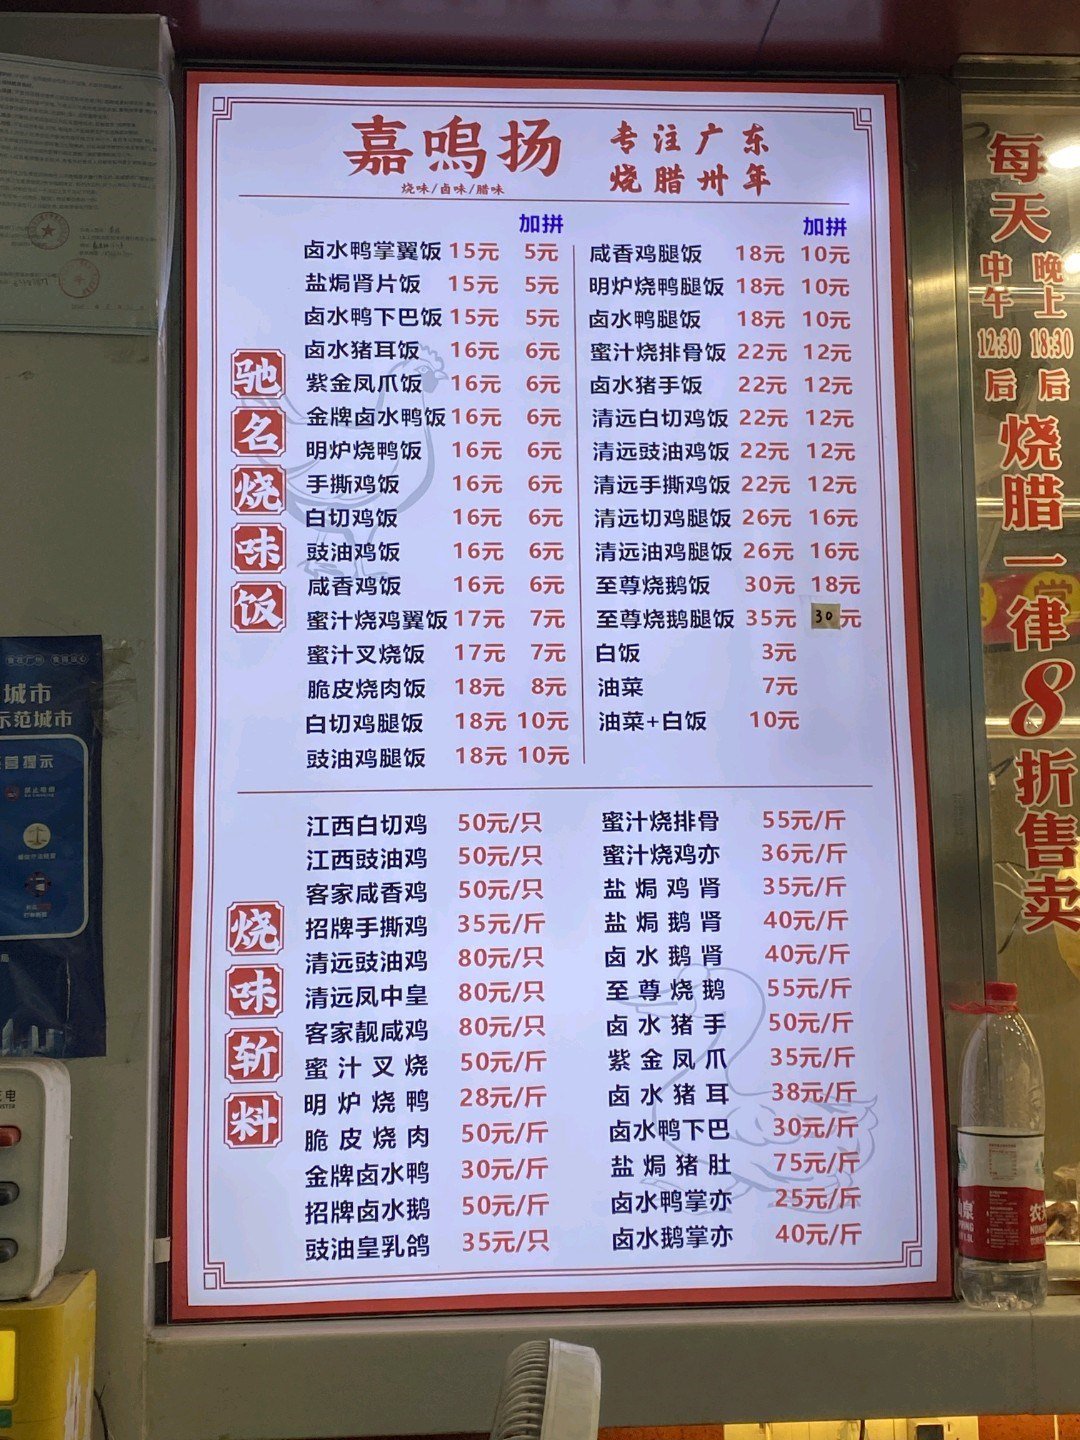 嘉鳴扬
烧味/卤味/腊味
专注广东
烧腊卅年
驰名烧味饭
加拼
卤水鸭掌翼饭 15元 5元
盐焗肾片饭 15元 5元
卤水鸭下巴饭 15元 5元
卤水猪耳饭 16元 6元
紫金凤爪饭 16元 6元
金牌卤水鸭饭 16元 6元
明炉烧鸭饭 16元 6元
手撕鸡饭 16元 6元
白切鸡饭 16元 6元
豉油鸡饭 16元 6元
咸香鸡饭 16元 6元
蜜汁烧鸡翼饭 17元 7元
蜜汁叉烧饭 17元 7元
脆皮烧肉饭 18元 8元
白切鸡腿饭 18元 10元
豉油鸡腿饭 18元 10元
加拼
咸香鸡腿饭 18元 10元
明炉烧鸭腿饭 18元 10元
卤水鸭腿饭 18元 10元
蜜汁烧排骨饭 22元 12元
卤水猪手饭 22元 12元
清远白切鸡饭 22元 12元
清远豉油鸡饭 22元 12元
清远手撕鸡饭 22元 12元
清远切鸡腿饭 26元 16元
清远油鸡腿饭 26元 16元
至尊烧鹅饭 30元 18元
至尊烧鹅腿饭 35元 30元
白饭 3元
油菜 7元
油菜+白饭 10元
烧味斩料
江西白切鸡 50元/只
江西豉油鸡 50元/只
客家咸香鸡 50元/只
招牌手撕鸡 35元/斤
清远豉油鸡 80元/只
清远凤中皇 80元/只
客家靓咸鸡 80元/只
蜜汁叉烧 50元/斤
明炉烧鸭 28元/斤
脆皮烧肉 50元/斤
金牌卤水鸭 30元/斤
招牌卤水鹅 50元/斤
豉油皇乳鸽 35元/只
蜜汁烧排骨 55元/斤
蜜汁烧鸡亦 36元/斤
盐焗鸡肾 35元/斤
盐焗鹅肾 40元/斤
卤水鹅肾 40元/斤
至尊烧鹅 55元/斤
卤水猪手 50元/斤
紫金凤爪 35元/斤
卤水猪耳 38元/斤
卤水鸭下巴 30元/斤
盐焗猪肚 75元/斤
卤水鸭掌亦 25元/斤
卤水鹅掌亦 40元/斤
每天
中午12:30后
晚上18:30后
烧腊一律8折售卖
城市
示范城市
提示
农
泉